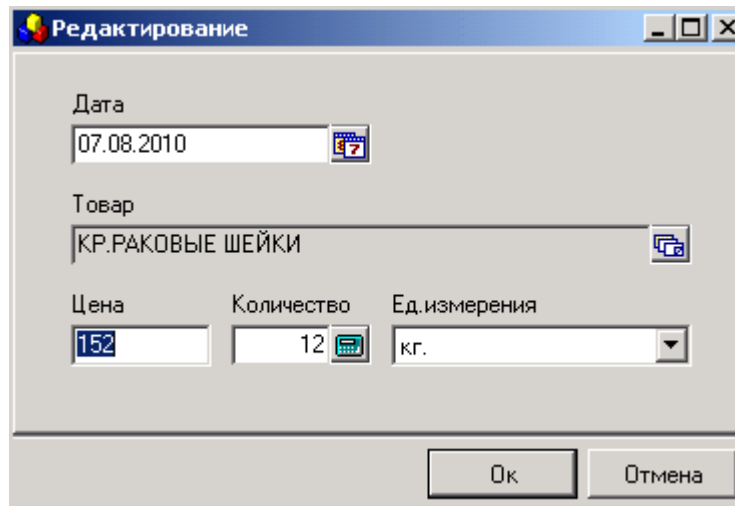 Редактирование
Дата
07.08.2010
Товар
КР.РАКОВЫЕ ШЕЙКИ
Цена Количество Ед.измерения
152 12 кг.
Ок Отмена